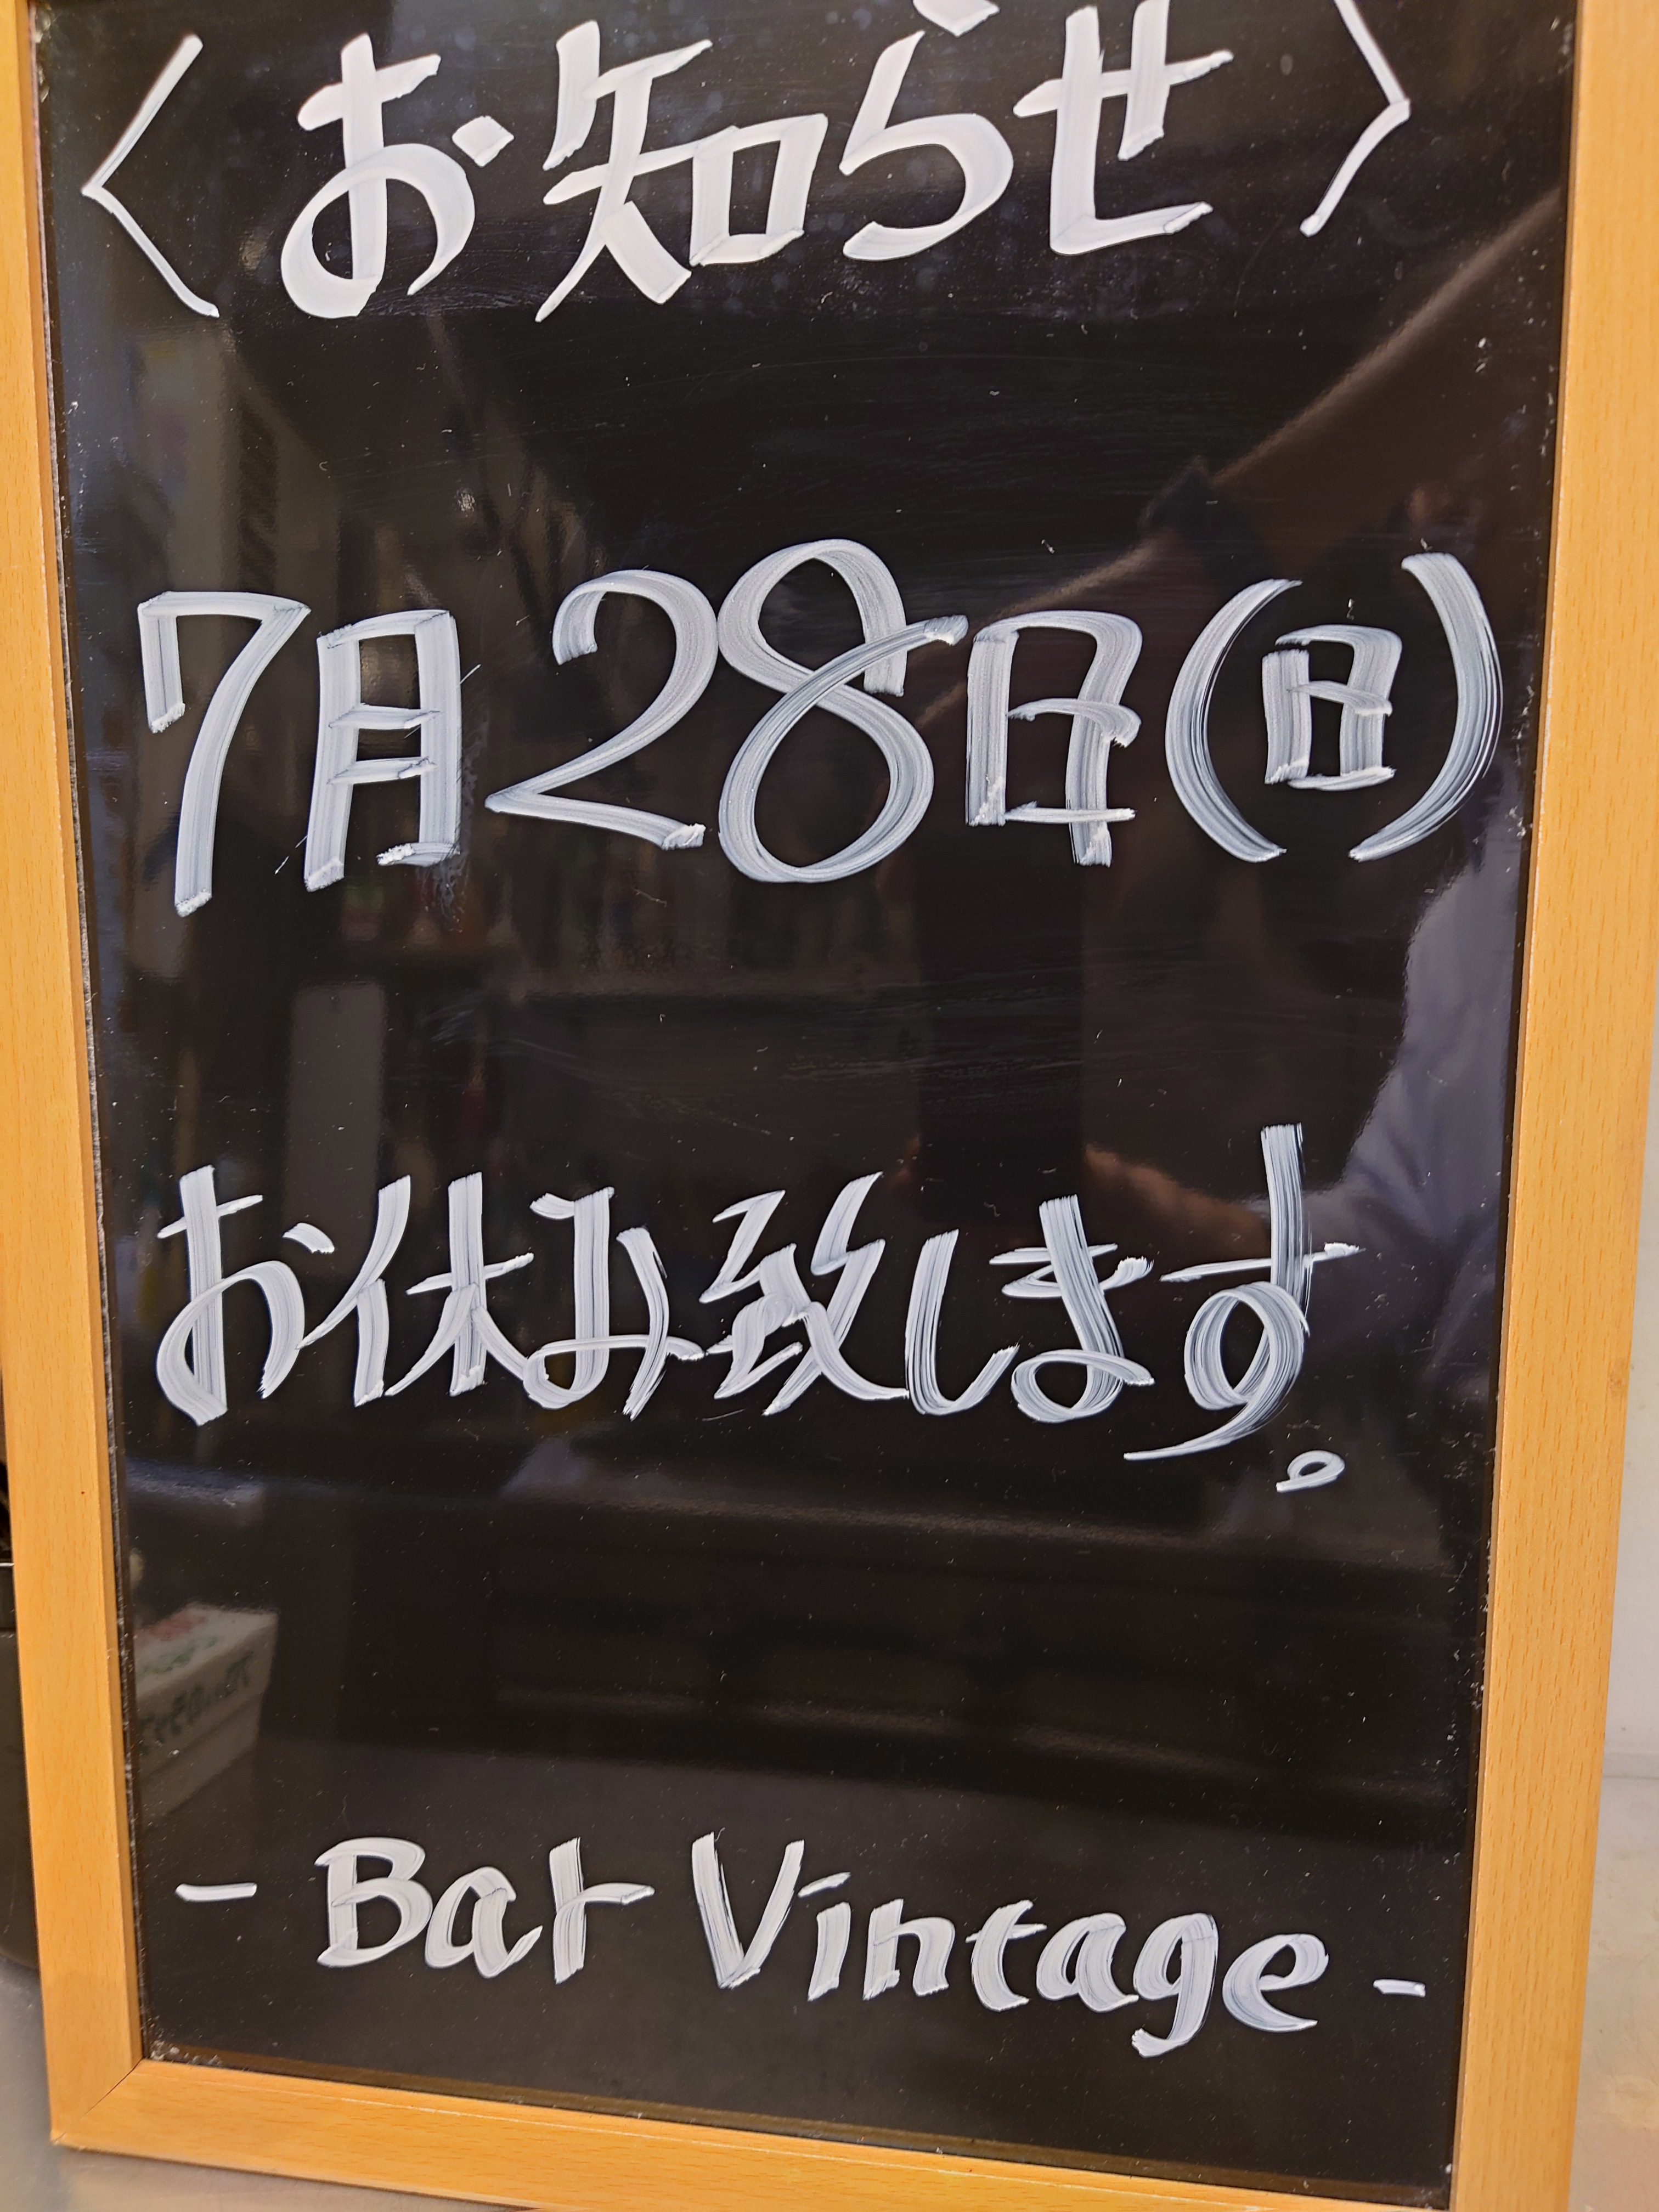 〈お知らせ〉
7月28日(日)
お休み致します。
- Bar Vintage -